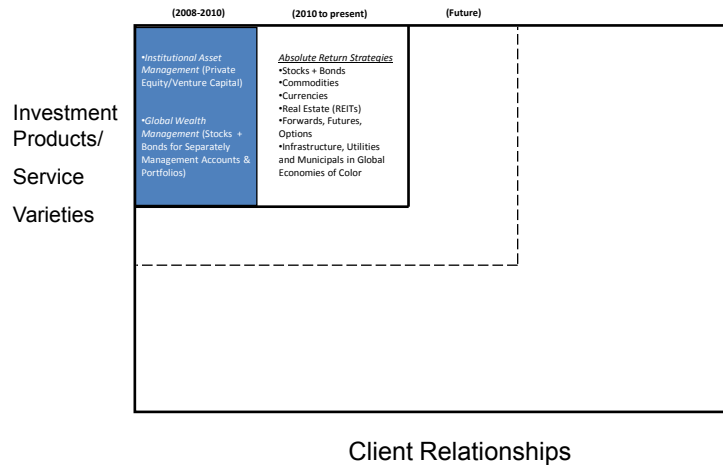 (2008-2010)
(2010 to present)
(Future)
•Institutional Asset
Management (Private
Equity/Venture Capital)
•Global Wealth
Management (Stocks +
Bonds for Separately
Management Accounts &
Portfolios)
Absolute Return Strategies
•Stocks + Bonds
•Commodities
•Currencies
•Real Estate (REITs)
•Forwards, Futures,
Options
•Infrastructure, Utilities
and Municipals in Global
Economies of Color
Investment
Products/
Service
Varieties
Client Relationships